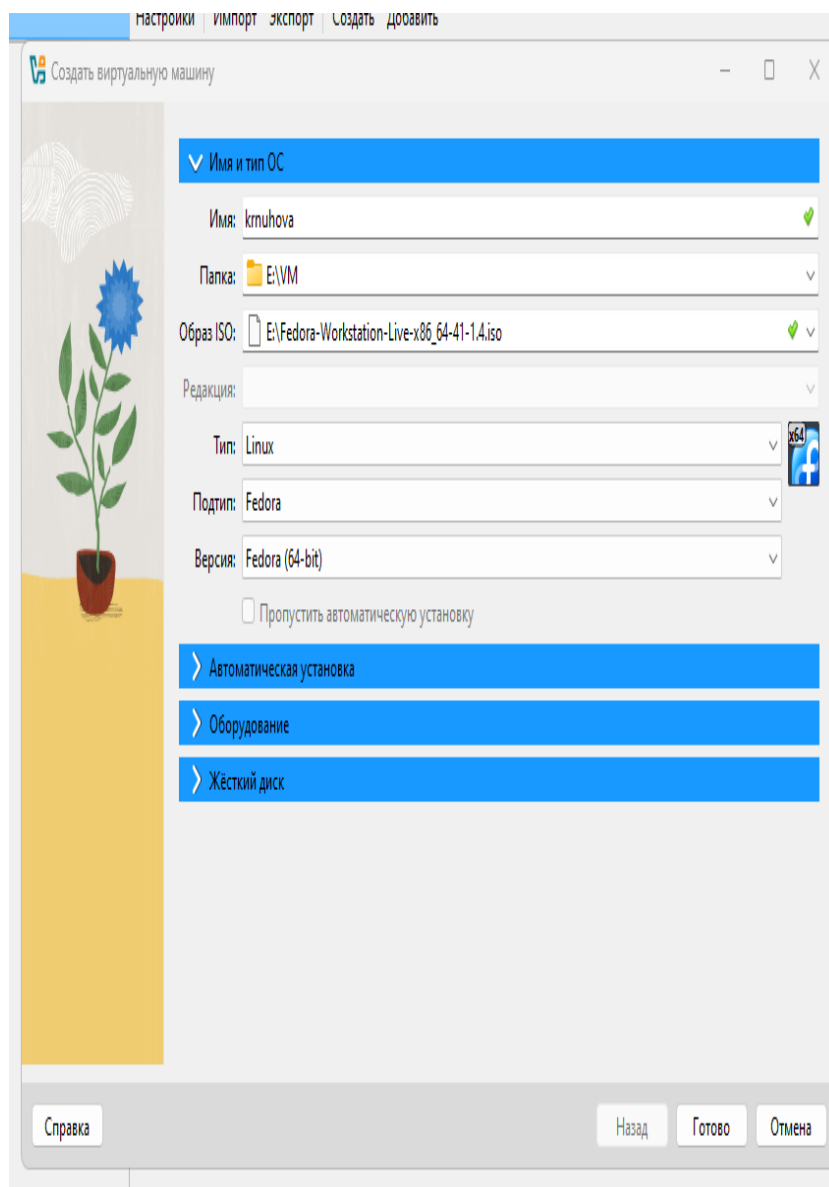 Настройки Импорт Экспорт Создать Добавить
Создать виртуальную машину
Имя и тип ОС
Имя: krnuhova
Папка: E:\VM
Образ ISO: E:\Fedora-Workstation-Live-x86_64-41-1.4.iso
Редакция:
Тип: Linux
x64
Подтип: Fedora
Версия: Fedora (64-bit)
Пропустить автоматическую установку
Автоматическая установка
Оборудование
Жёсткий диск
Справка Назад Готово Отмена